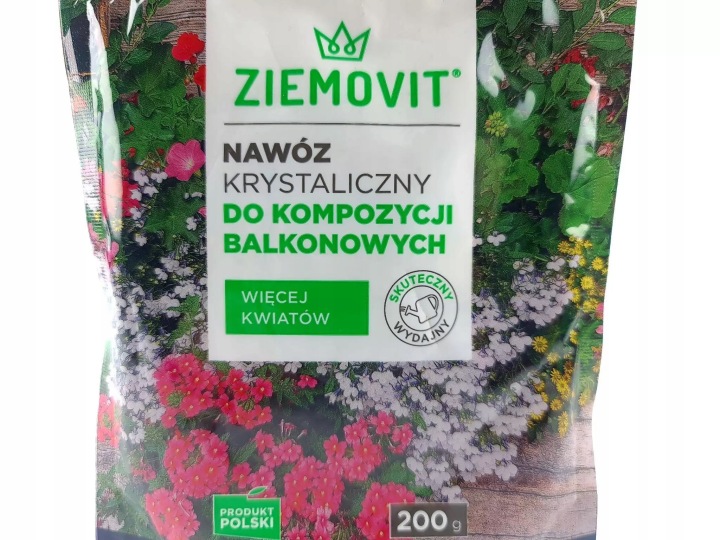 ZIEMOVIT®
NAWÓZ
KRYSTALICZNY
DO KOMPOZYCJI
BALKONOWYCH
WIĘCEJ
KWIATÓW
SKUTECZNY
WYDAJNY
PRODUKT
POLSKI
200 g